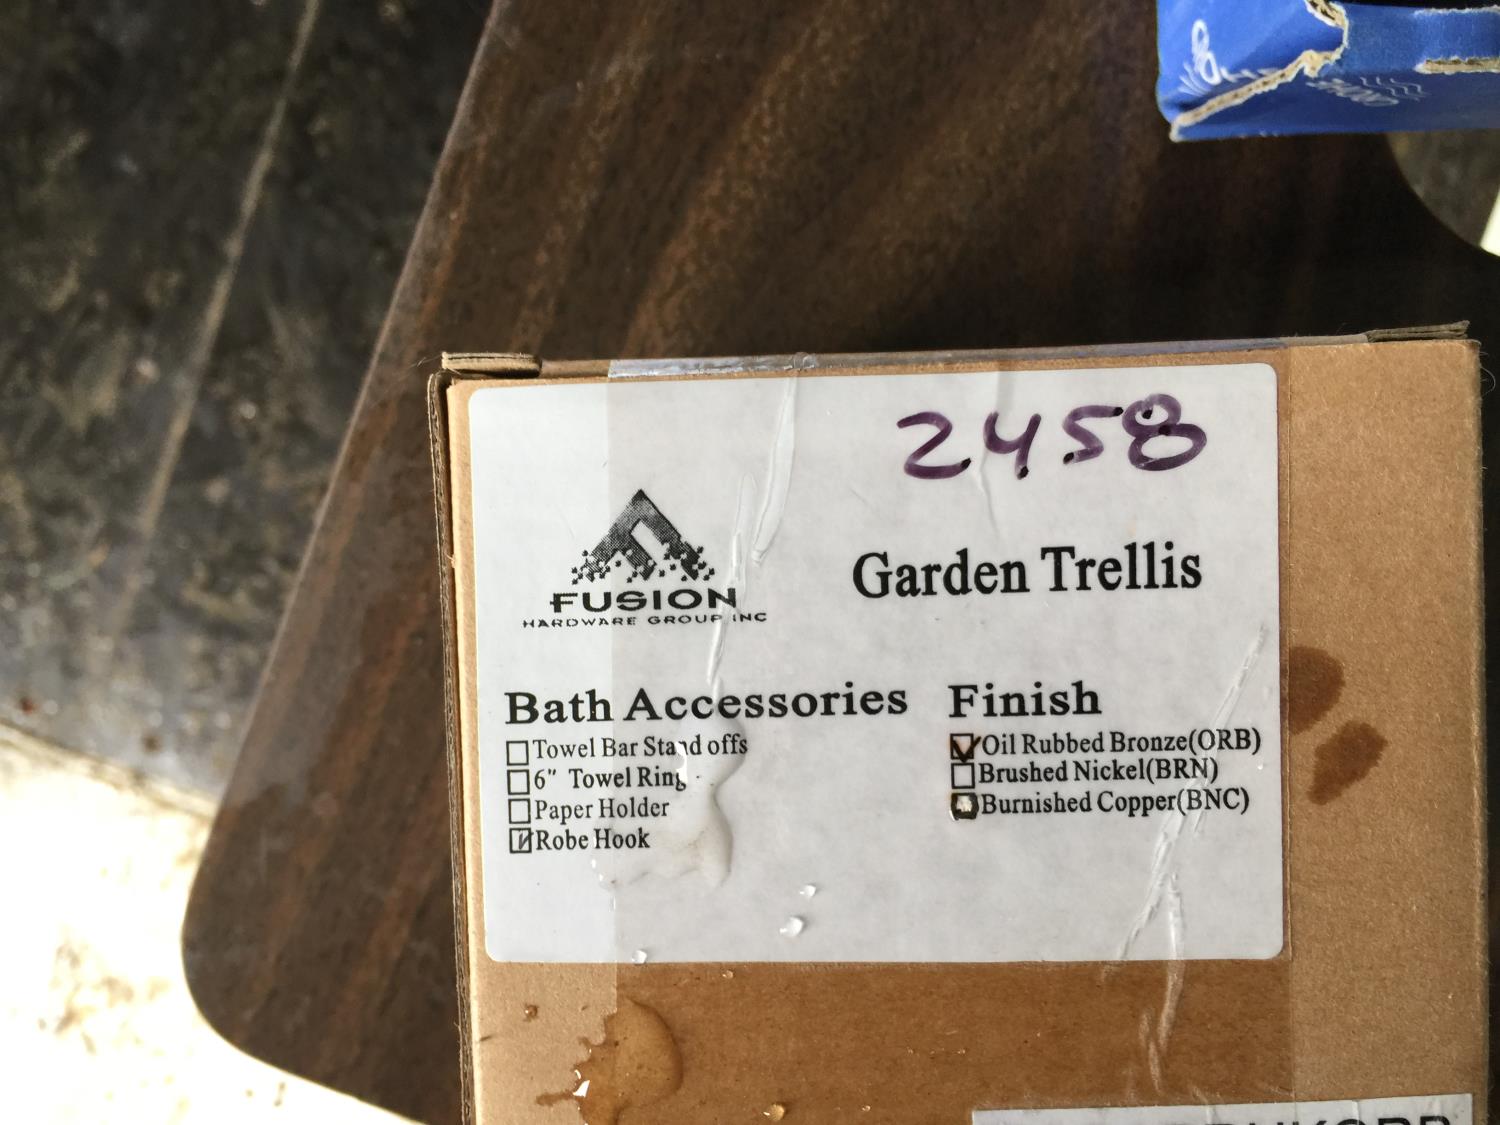 2458
FUSION
HARDWARE GROUP INC
Garden Trellis
Bath Accessories
Towel Bar Stand offs
6" Towel Ring
Paper Holder
Robe Hook
Finish
Oil Rubbed Bronze(ORB)
Brushed Nickel(BRN)
Burnished Copper(BNC)